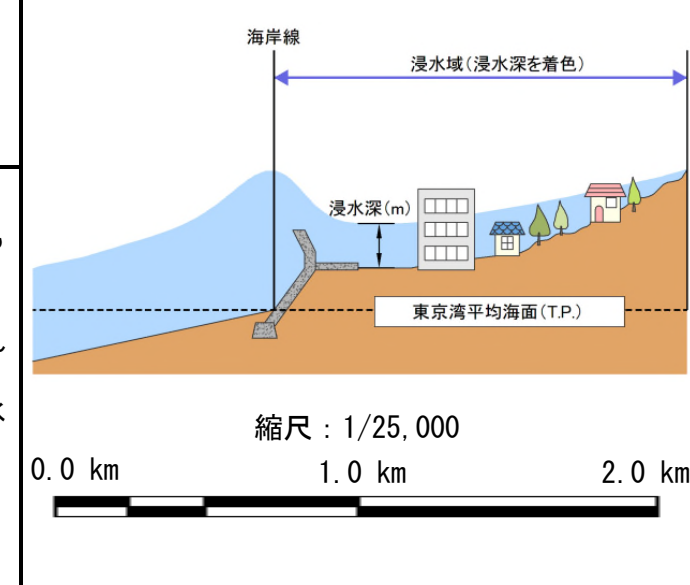 海岸線
浸水域(浸水深を着色)
浸水深(m)
東京湾平均海面(T.P.)
縮尺:1/25,000
0.0 km 1.0 km 2.0 km